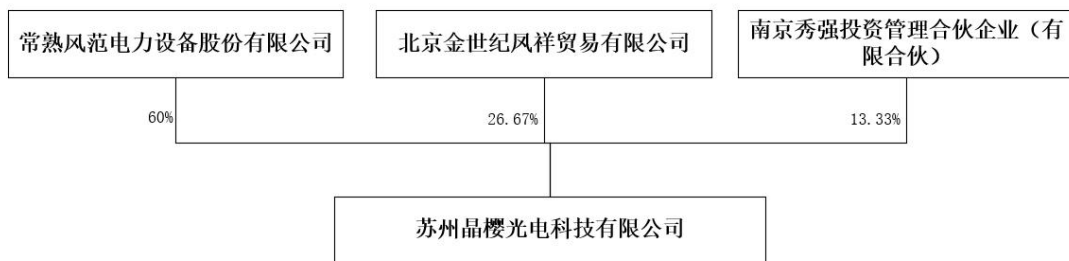 常熟风范电力设备股份有限公司
北京金世纪凤祥贸易有限公司
南京秀强投资管理合伙企业（有
限合伙）
60%
26.67%
13.33%
苏州晶樱光电科技有限公司